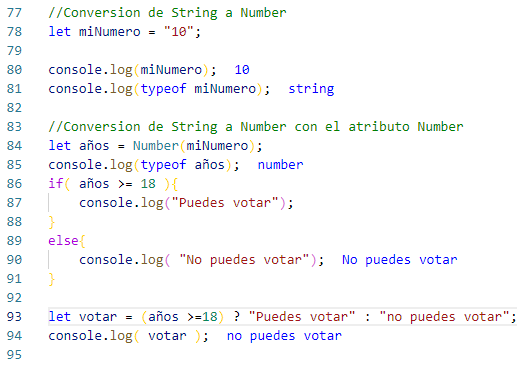 77 //Conversion de String a Number
78 let miNumero = "10";
79
80 console.log(miNumero); 10
81 console.log(typeof miNumero); string
82
83 //Conversion de String a Number con el atributo Number
84 let años = Number(miNumero);
85 console.log(typeof años); number
86 if( años >= 18 ){
87 console.log("Puedes votar");
88 }
89 else{
90 console.log( "No puedes votar"); No puedes votar
91 }
92
93 let votar = (años >=18) ? "Puedes votar" : "no puedes votar";
94 console.log( votar ); no puedes votar
95